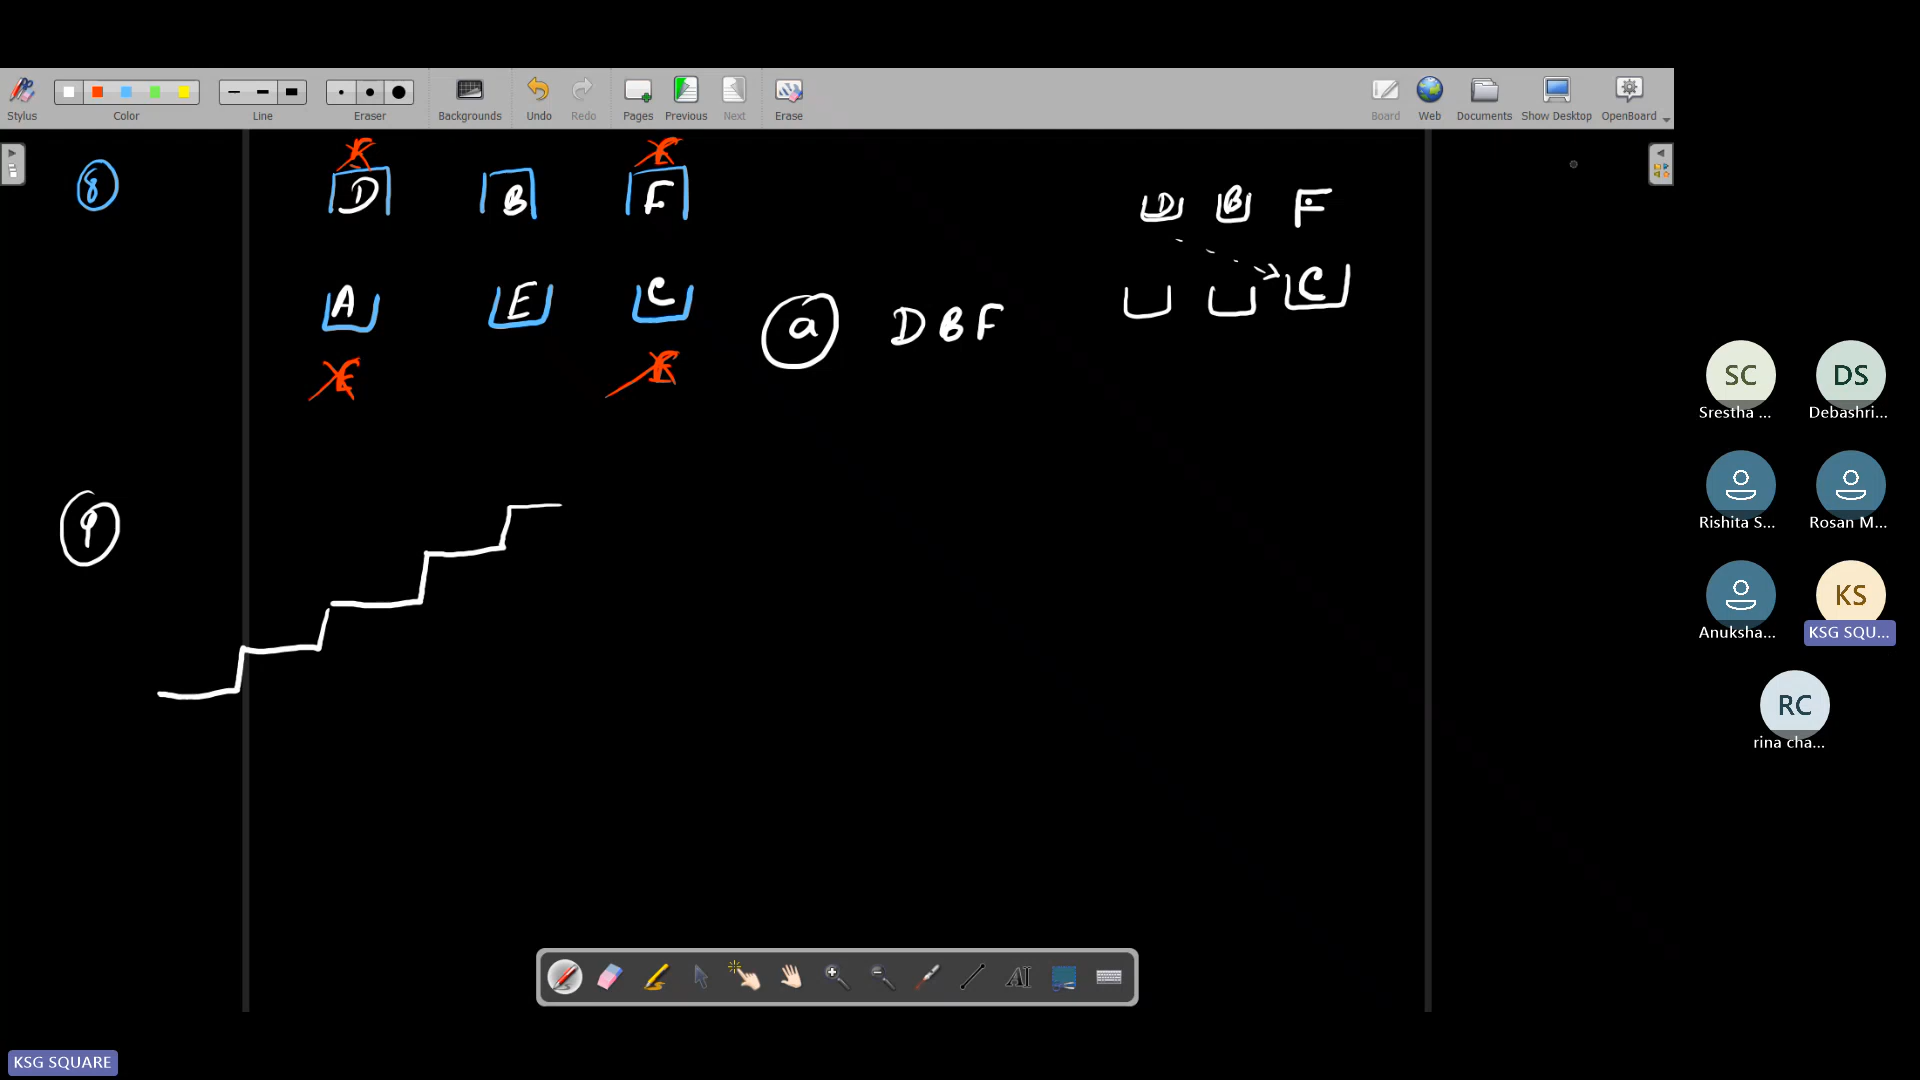 Stylus Color Line Eraser Backgrounds Undo Redo Pages Previous Next Erase Board Web Documents Show Desktop OpenBoard
8 D B F
D B F
A E C
C
a D B F
9
SC DS
Srestha ... Debashri...
Rishita S... Rosan M...
KS
Anuksha... KSG SQU...
RC
rina cha...
AI
KSG SQUARE